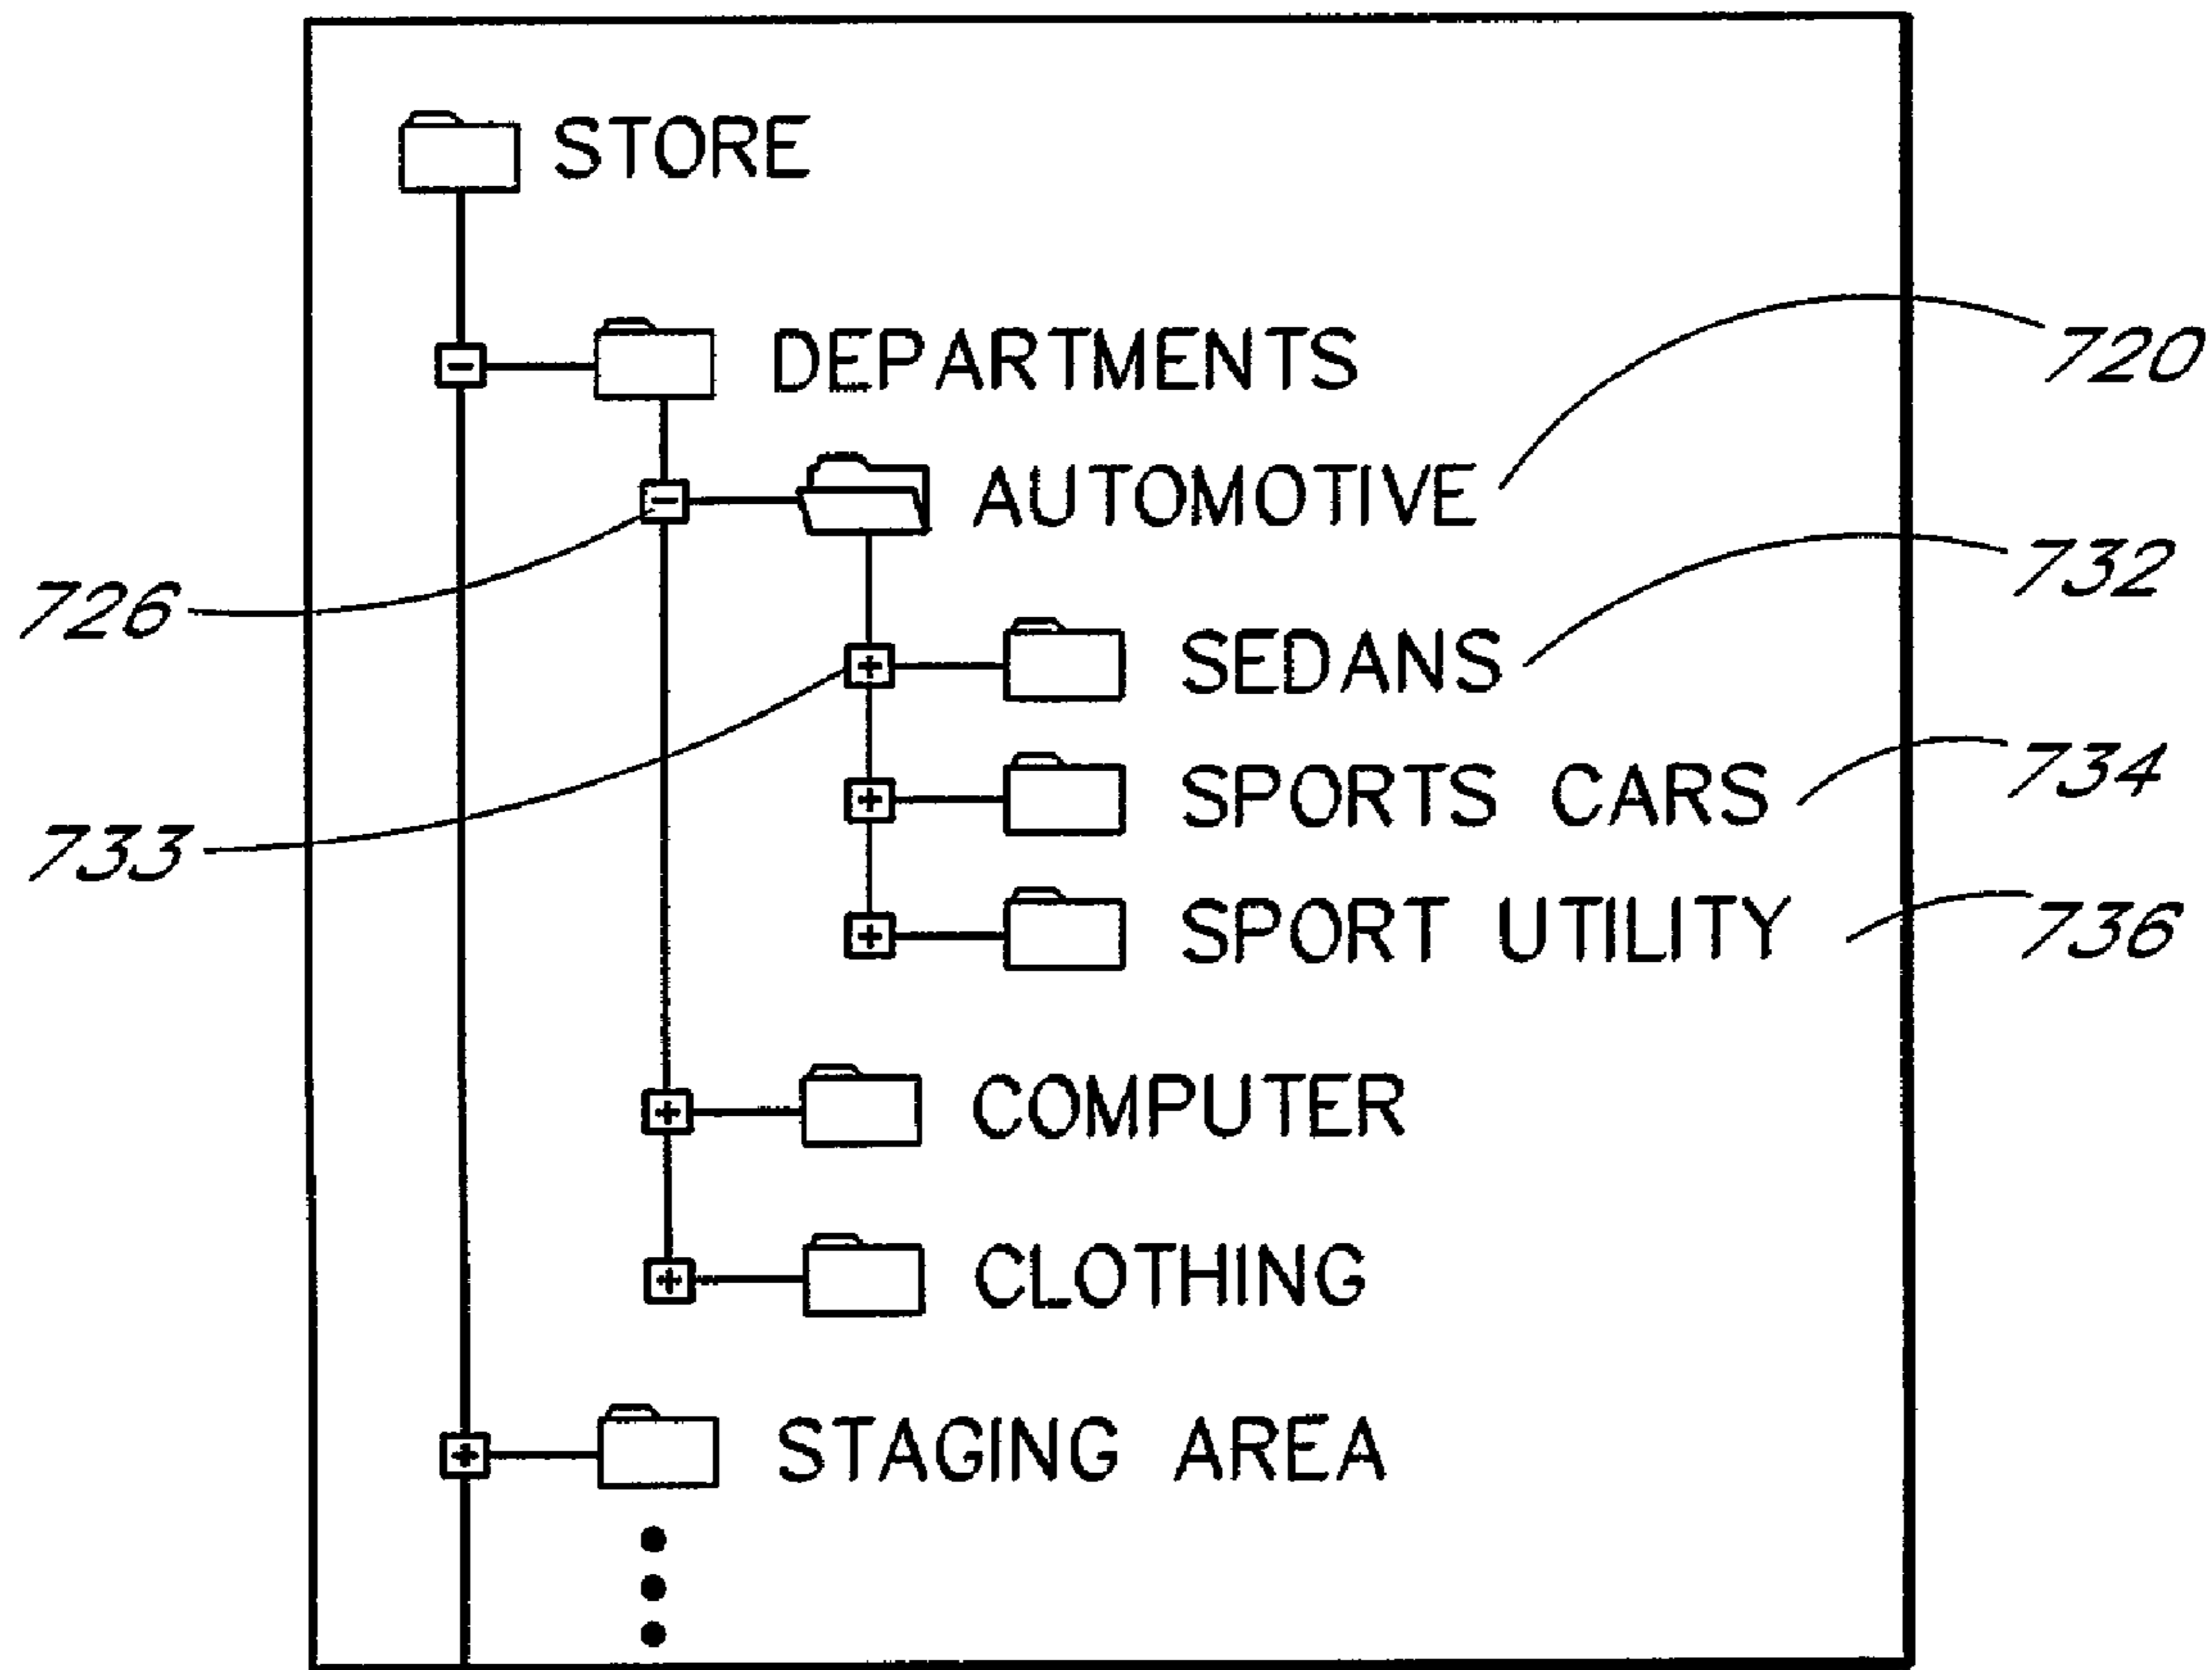 STORE
DEPARTMENTS
720
AUTOMOTIVE
732
726
SEDANS
734
SPORTS CARS
733
SPORT UTILITY
736
COMPUTER
CLOTHING
STAGING AREA